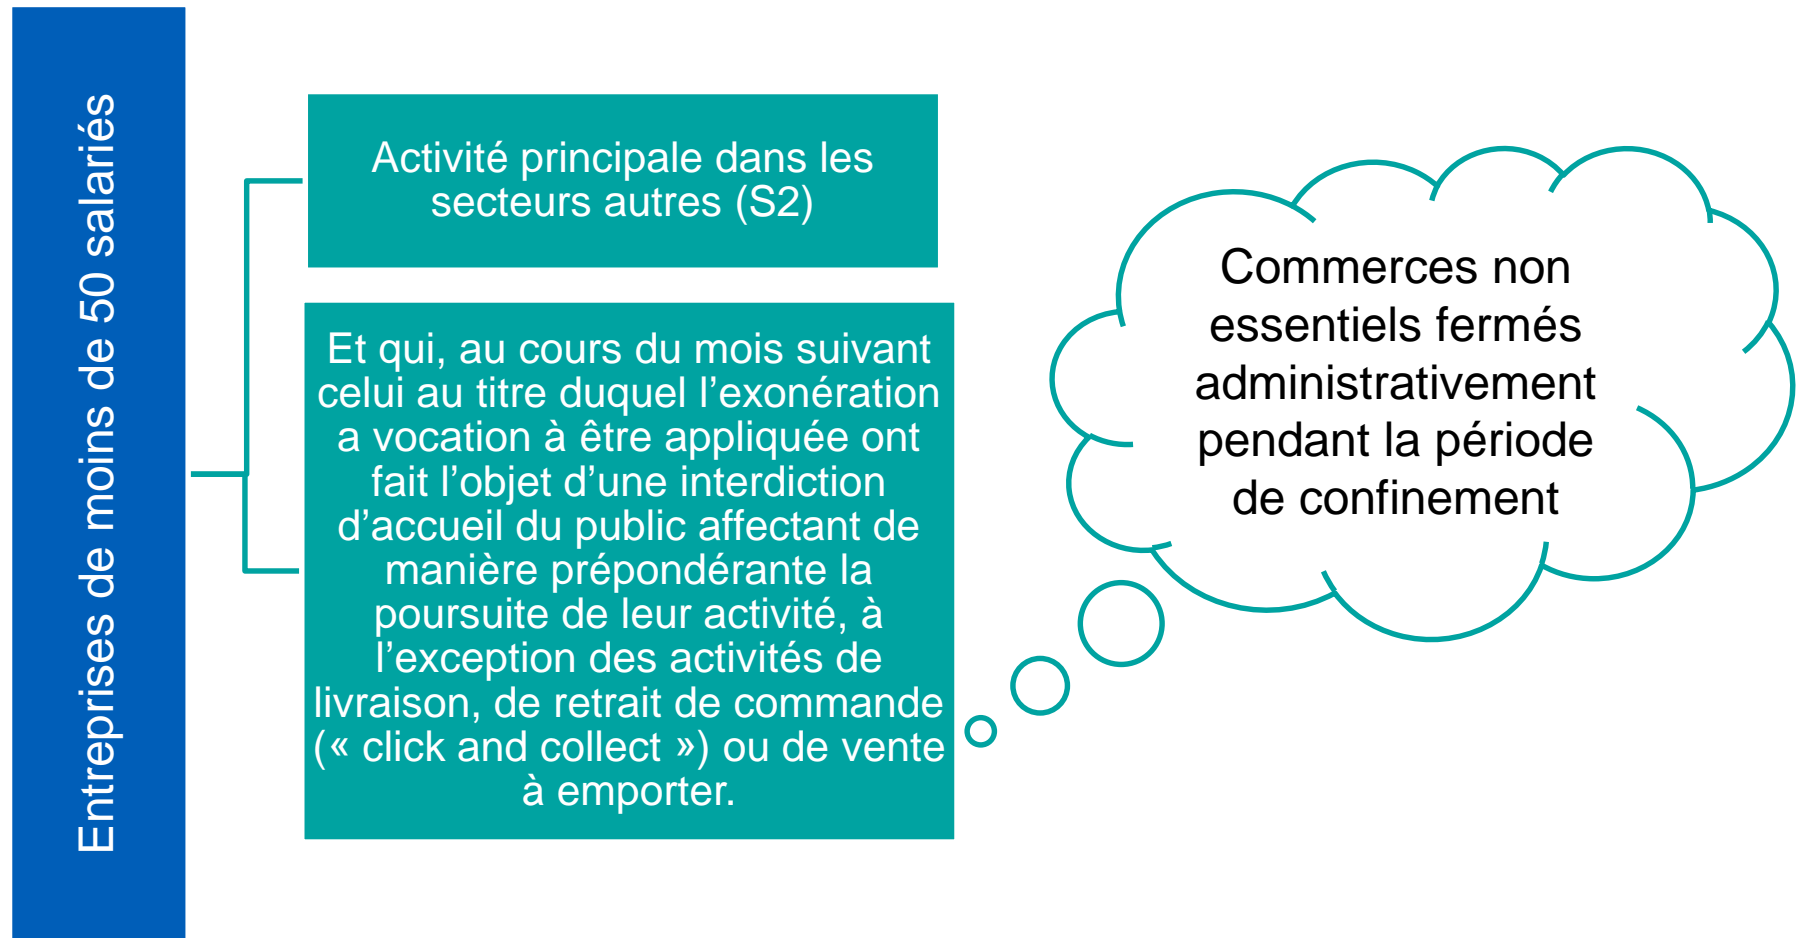 Entreprises de moins de 50 salariés
Activité principale dans les
secteurs autres (S2)
Et qui, au cours du mois suivant
celui au titre duquel l’exonération
a vocation à être appliquée ont
fait l’objet d’une interdiction
d’accueil du public affectant de
manière prépondérante la
poursuite de leur activité, à
l’exception des activités de
livraison, de retrait de commande
(« click and collect ») ou de vente
à emporter.
Commerces non
essentiels fermés
administrativement
pendant la période
de confinement